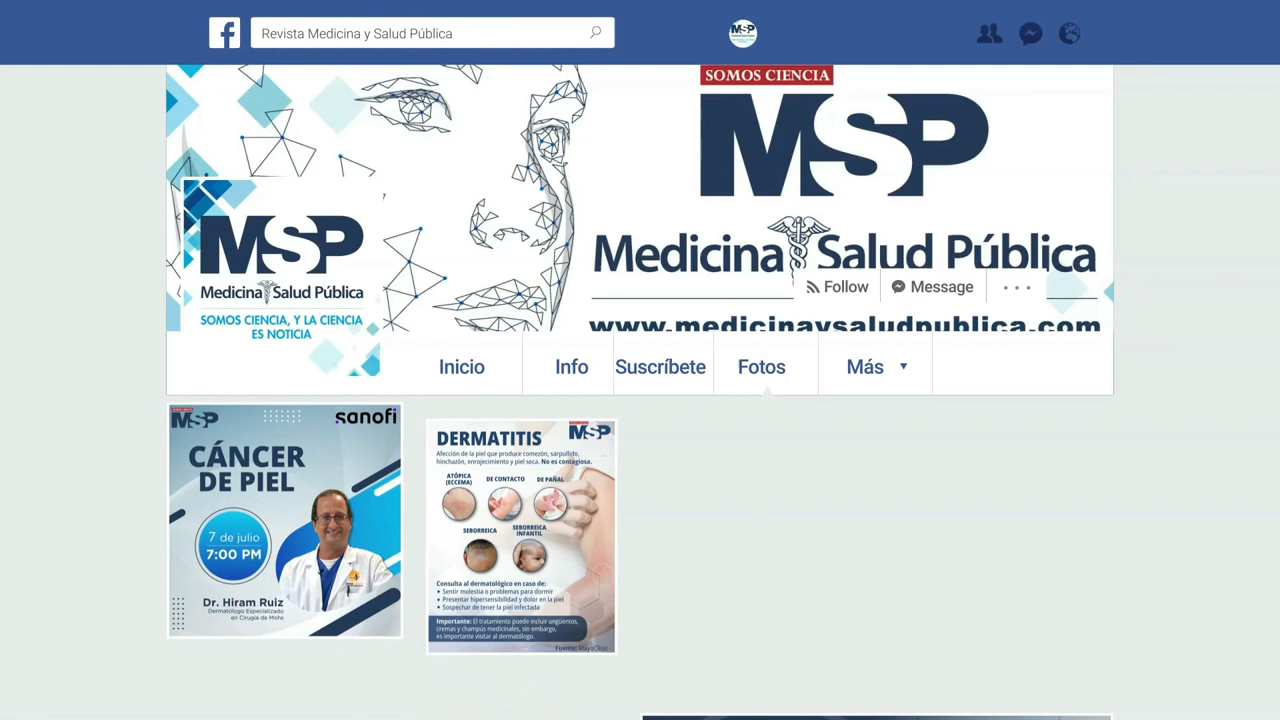 f
Revista Medicina y Salud Pública
MSP
SOMOS CIENCIA
MSP
Medicina Salud Pública
Follow
Message
www.medicinaysaludpublica.com
MSP
Medicina Salud Pública
SOMOS CIENCIA, Y LA CIENCIA
ES NOTICIA
Inicio
Info
Suscríbete
Fotos
Más
MSP
sanofi
CÁNCER
DE PIEL
7 de julio
7:00 PM
Dr. Hiram Ruiz
Dermatólogo Especializado
en Cirugía de Mohs
DERMATITIS
MSP
Afección de la piel que produce comezón, sarpullido,
hinchazón, enrojecimiento y piel seca. No es contagiosa.
ATÓPICA
(ECCEMA)
DE CONTACTO
DE PAÑAL
SEBORREICA
SEBORREICA
INFANTIL
Consulta al dermatológico en caso de:
• Sentir molestia o problemas para dormir
• Presentar hipersensibilidad y dolor en la piel
• Sospechar de tener la piel infectada
Importante: El tratamiento puede incluir ungüentos,
cremas y champús medicinales, sin embargo,
es importante visitar al dermatólogo.
Fuente: MayoClinic